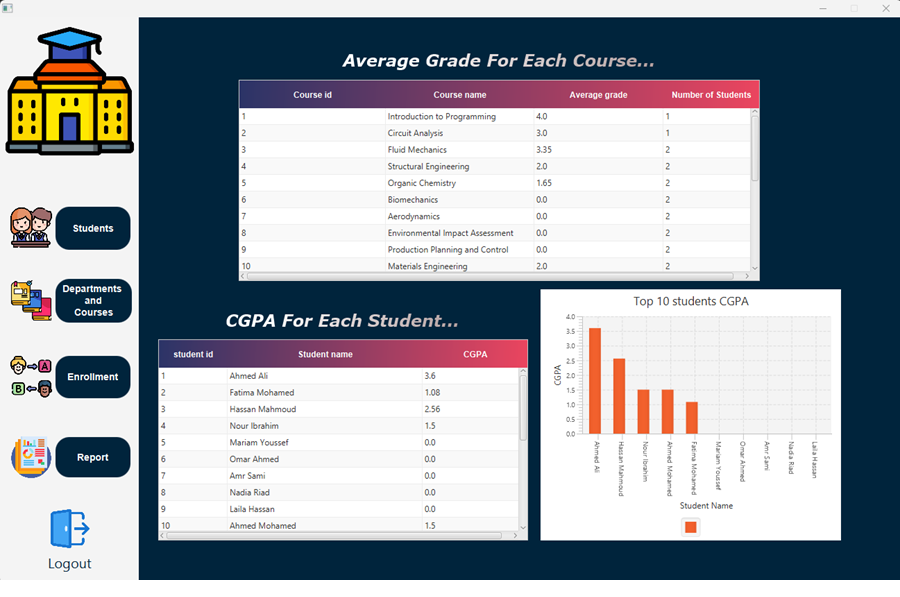 Average Grade For Each Course...
Course id Course name Average grade Number of Students
1 Introduction to Programming 4.0 1
2 Circuit Analysis 3.0 1
3 Fluid Mechanics 3.35 2
4 Structural Engineering 2.0 2
5 Organic Chemistry 1.65 2
6 Biomechanics 0.0 2
7 Aerodynamics 0.0 2
8 Environmental Impact Assessment 0.0 2
9 Production Planning and Control 0.0 2
10 Materials Engineering 2.0 2
Students
Departments
and
Courses
A
Enrollment
B
Report
Logout
CGPA For Each Student...
student id Student name CGPA
1 Ahmed Ali 3.6
2 Fatima Mohamed 1.08
3 Hassan Mahmoud 2.56
4 Nour Ibrahim 1.5
5 Mariam Youssef 0.0
6 Omar Ahmed 0.0
7 Amr Sami 0.0
8 Nadia Riad 0.0
9 Laila Hassan 0.0
10 Ahmed Mohamed 1.5
Top 10 students CGPA
CGPA
4.0
3.5
3.0
2.5
2.0
1.5
1.0
0.5
0.0
Ahmed Ali
Hassan Mahmoud
Nour Ibrahim
Ahmed Mohamed
Fatima Mohamed
Mariam Youssef
Omar Ahmed
Amr Sami
Nadia Riad
Laila Hassan
Student Name